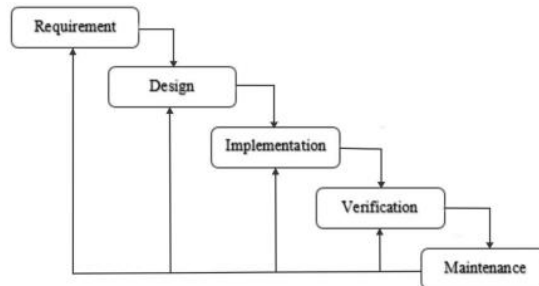 Requirement
Design
Implementation
Verification
Maintenance